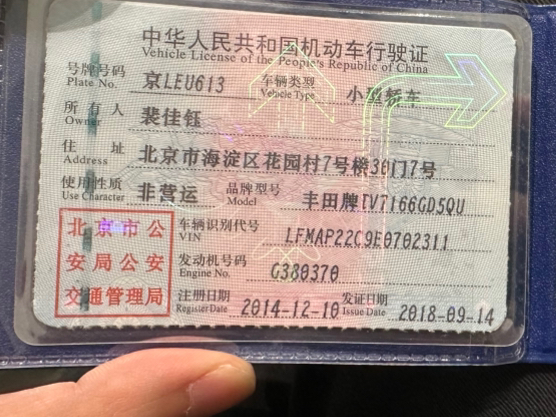 中华人民共和国机动车行驶证
Vehicle License of the People's Republic of China
号牌号码 京LEU613 车辆类型 小型轿车
Plate No. Vehicle Type
所有人 裴佳钰
Owner
住址 北京市海淀区花园村7号楼30门7号
Address
使用性质 非营运 品牌型号 丰田牌TV7166GD5QU
Use Character Model
北京市公 车辆识别代号 LFMAP22C9E0702311
VIN
安局公安 发动机号码 G380370
Engine No.
交通管理局 注册日期 2014-12-10 发证日期 2018-09-14
Register Date Issue Date